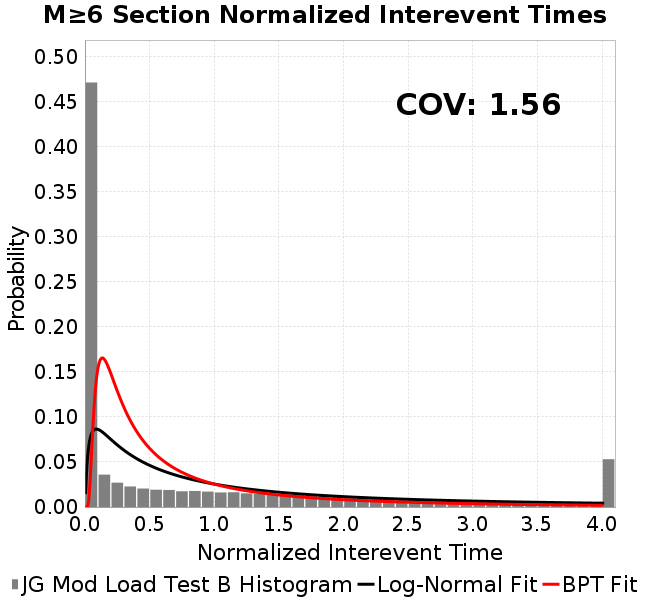 M≥6 Section Normalized Interevent Times
COV: 1.56
Probability
0.50
0.45
0.40
0.35
0.30
0.25
0.20
0.15
0.10
0.05
0.00
0.0 0.5 1.0 1.5 2.0 2.5 3.0 3.5 4.0
Normalized Interevent Time
JG Mod Load Test B Histogram Log-Normal Fit BPT Fit